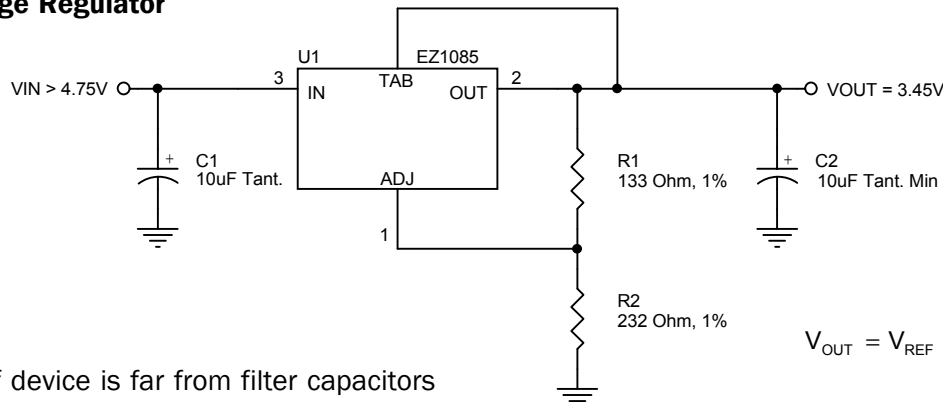 ge Regulator
U1
EZ1085
VIN > 4.75V
3
IN
TAB
OUT
2
VOUT = 3.45V
+
C1
10uF Tant.
ADJ
1
R1
133 Ohm, 1%
+
C2
10uF Tant. Min
R2
232 Ohm, 1%
V_OUT = V_REF
f device is far from filter capacitors